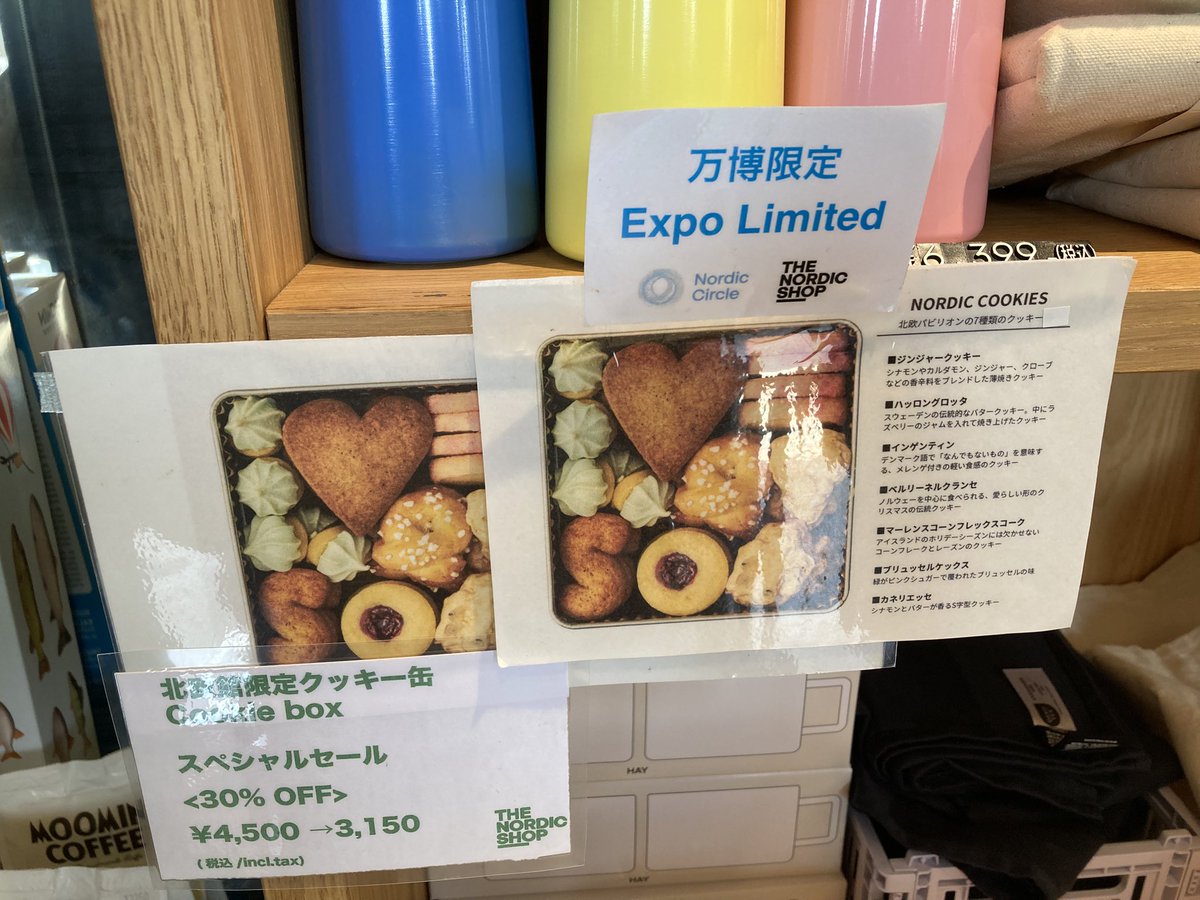 万博限定
Expo Limited
Nordic
Circle
THE
NORDIC
SHOP
399
NORDIC COOKIES
北欧パビリオンの7種類のクッキー
■ジンジャークッキー
シナモンやカルダモン、ジンジャー、クローブ
などの香辛料をブレンドした薄焼きクッキー
■ハッロングロッタ
スウェーデンの伝統的なバタークッキー。中にラ
ズベリーのジャムを入れて焼き上げたクッキー
■インゲンティン
デンマーク語で「なんでもないもの」を意味す
る、メレンゲ付きの軽い食感のクッキー
■ベルリーネルクランセ
ノルウェーを中心に食べられる、愛らしい形のク
リスマスの伝統クッキー
■マーレンスコーンフレックスコーク
アイスランドのホリデーシーズンには欠かせない
コーンフレークとレーズンのクッキー
■ブリュッセルケックス
縁がピンクシュガーで覆われたブリュッセルの味
■カネリエッセ
シナモンとバターが香るS字型クッキー
北欧館限定クッキー缶
Cookie box
スペシャルセール
<30% OFF>
¥4,500→3,150
(税込/incl.tax)
THE
NORDIC
SHOP
MOOMIN
COFFEE
HAY
HAY